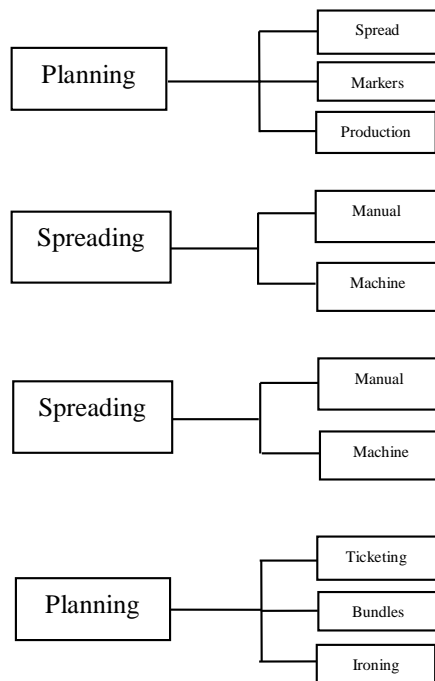 Planning
Spread
Markers
Production
Spreading
Manual
Machine
Spreading
Manual
Machine
Planning
Ticketing
Bundles
Ironing